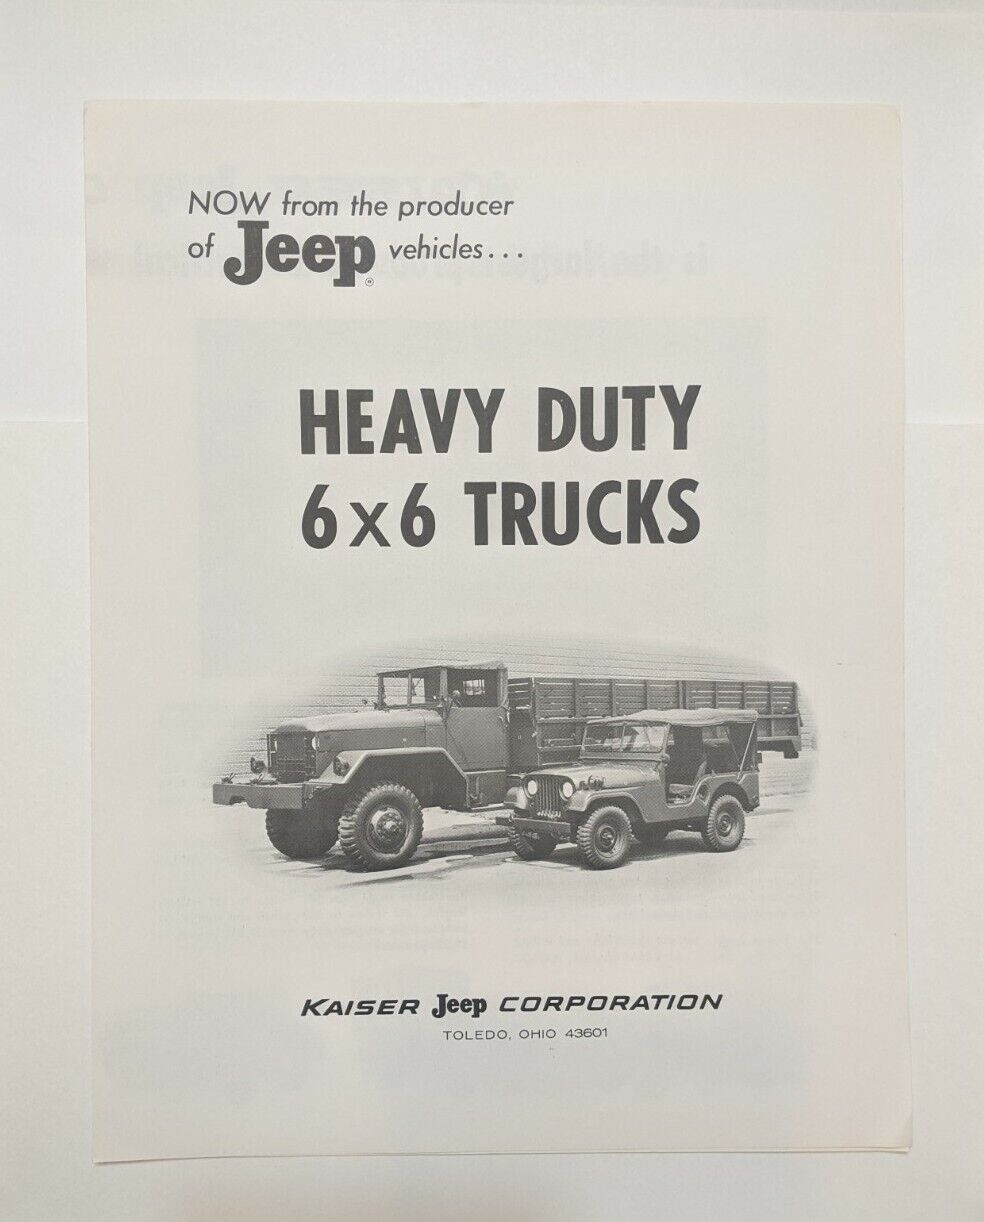 NOW from the producer
of Jeep® vehicles...
HEAVY DUTY
6x6 TRUCKS
KAISER Jeep CORPORATION
TOLEDO, OHIO 43601